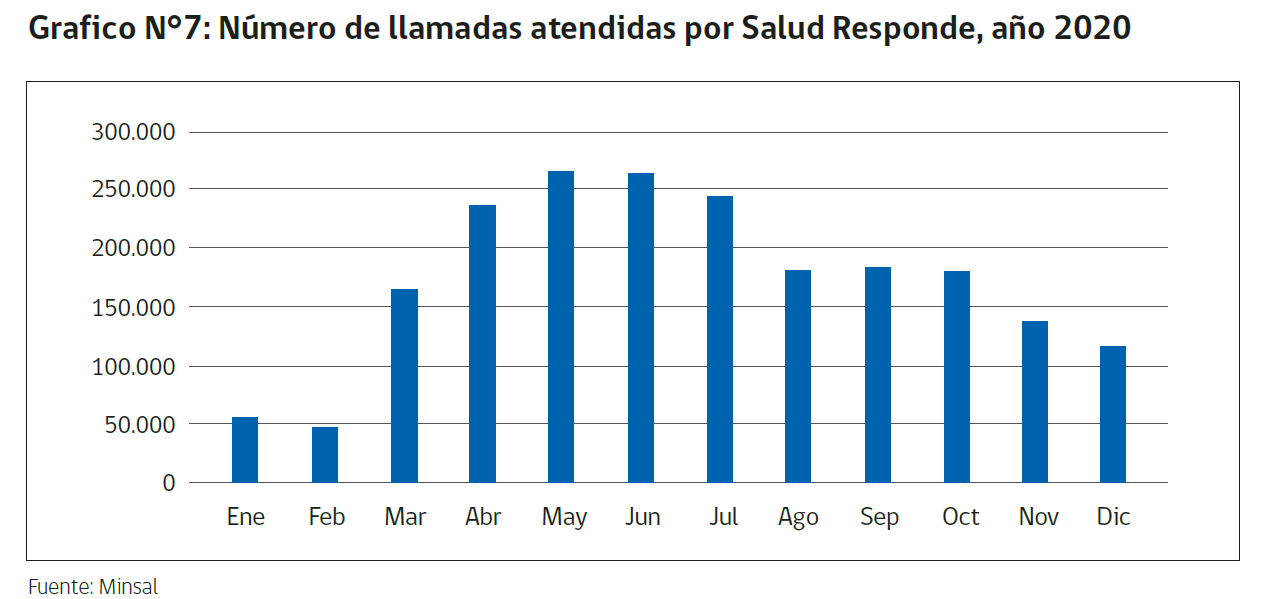 Grafico N°7: Número de llamadas atendidas por Salud Responde, año 2020
300.000
250.000
200.000
150.000
100.000
50.000
0
Ene Feb Mar Abr May Jun Jul Ago Sep Oct Nov Dic
Fuente: Minsal